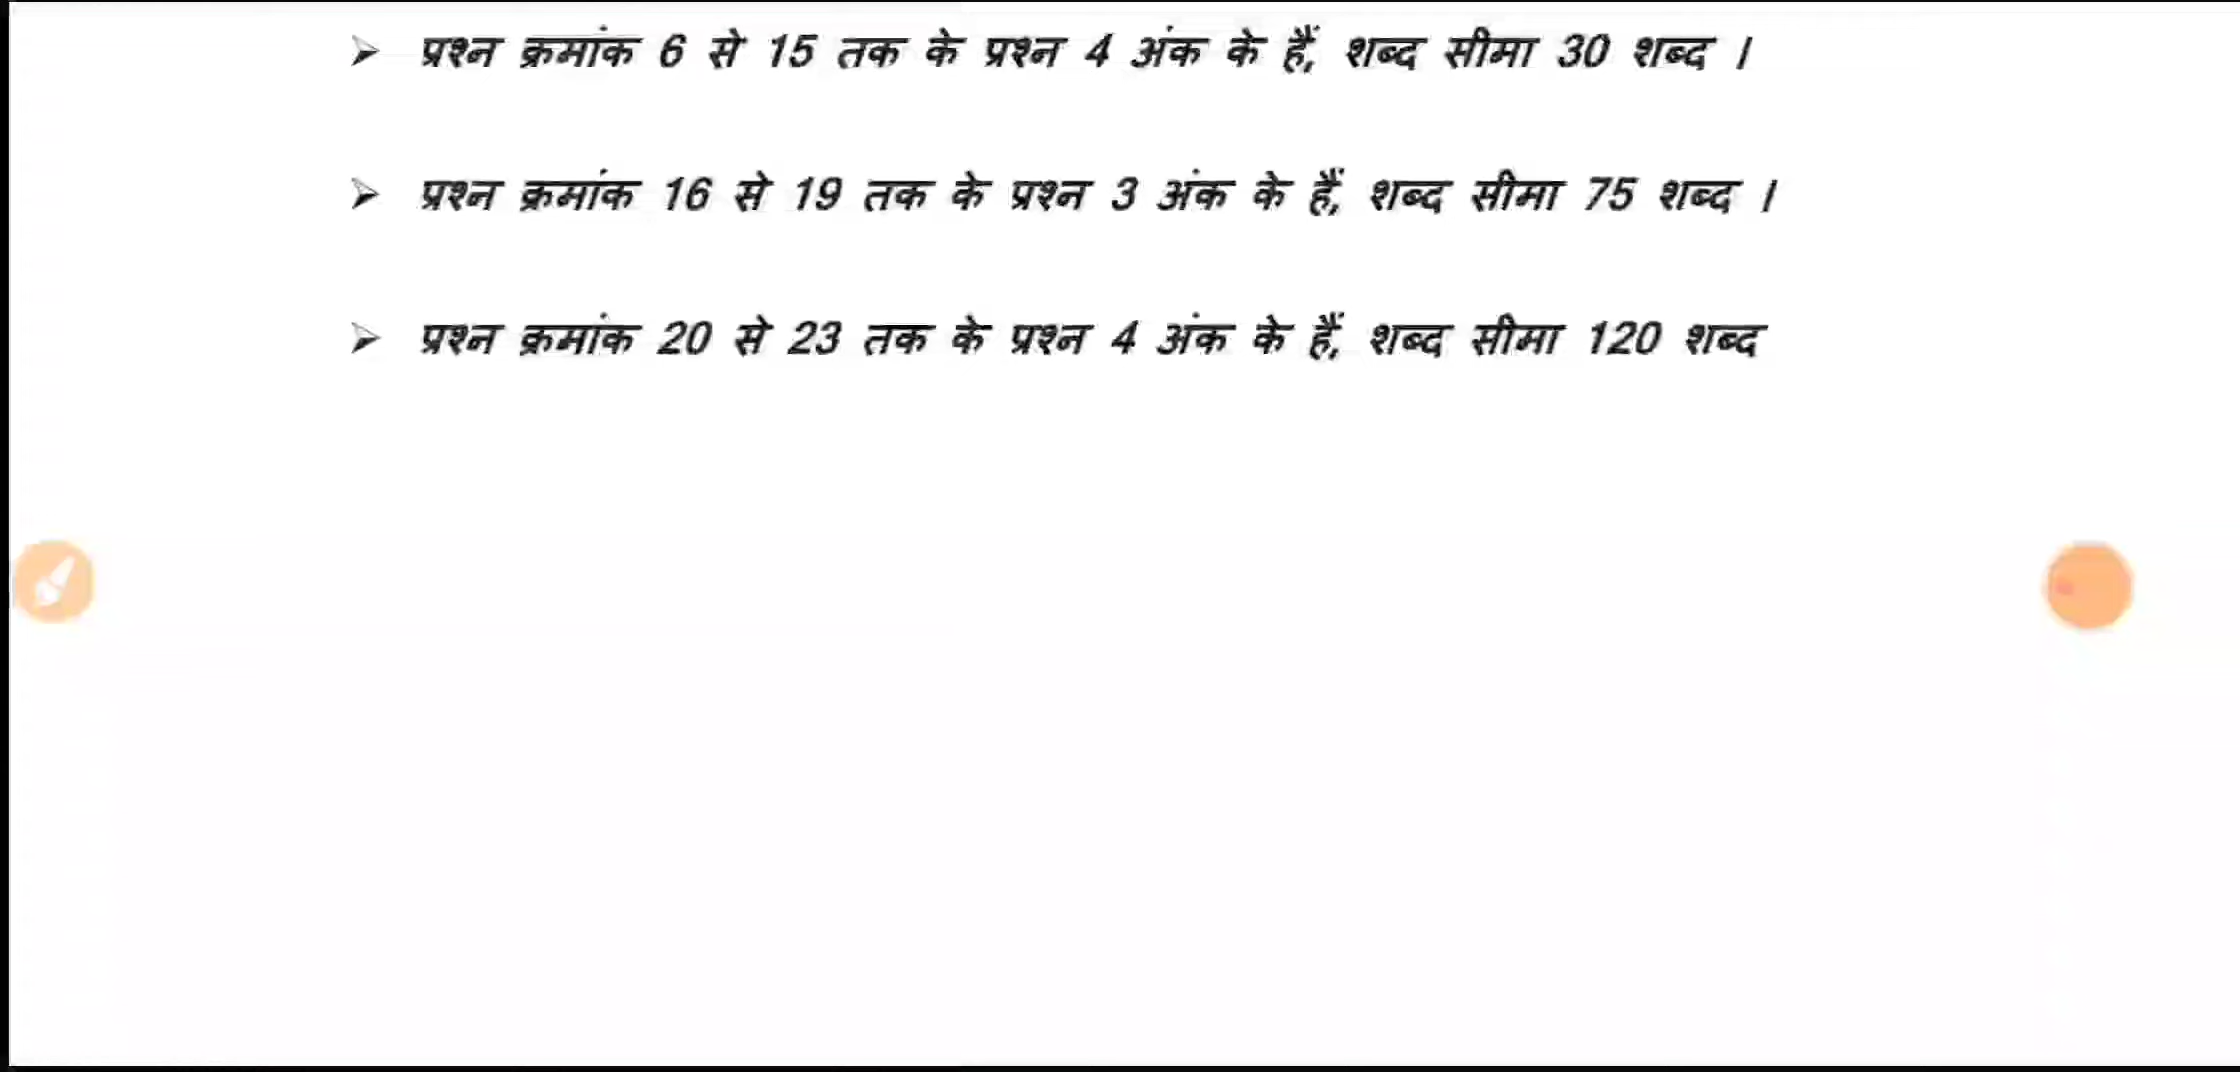 ➢ प्रश्न क्रमांक 6 से 15 तक के प्रश्न 4 अंक के हैं, शब्द सीमा 30 शब्द ।
➢ प्रश्न क्रमांक 16 से 19 तक के प्रश्न 3 अंक के हैं, शब्द सीमा 75 शब्द ।
➢ प्रश्न क्रमांक 20 से 23 तक के प्रश्न 4 अंक के हैं, शब्द सीमा 120 शब्द